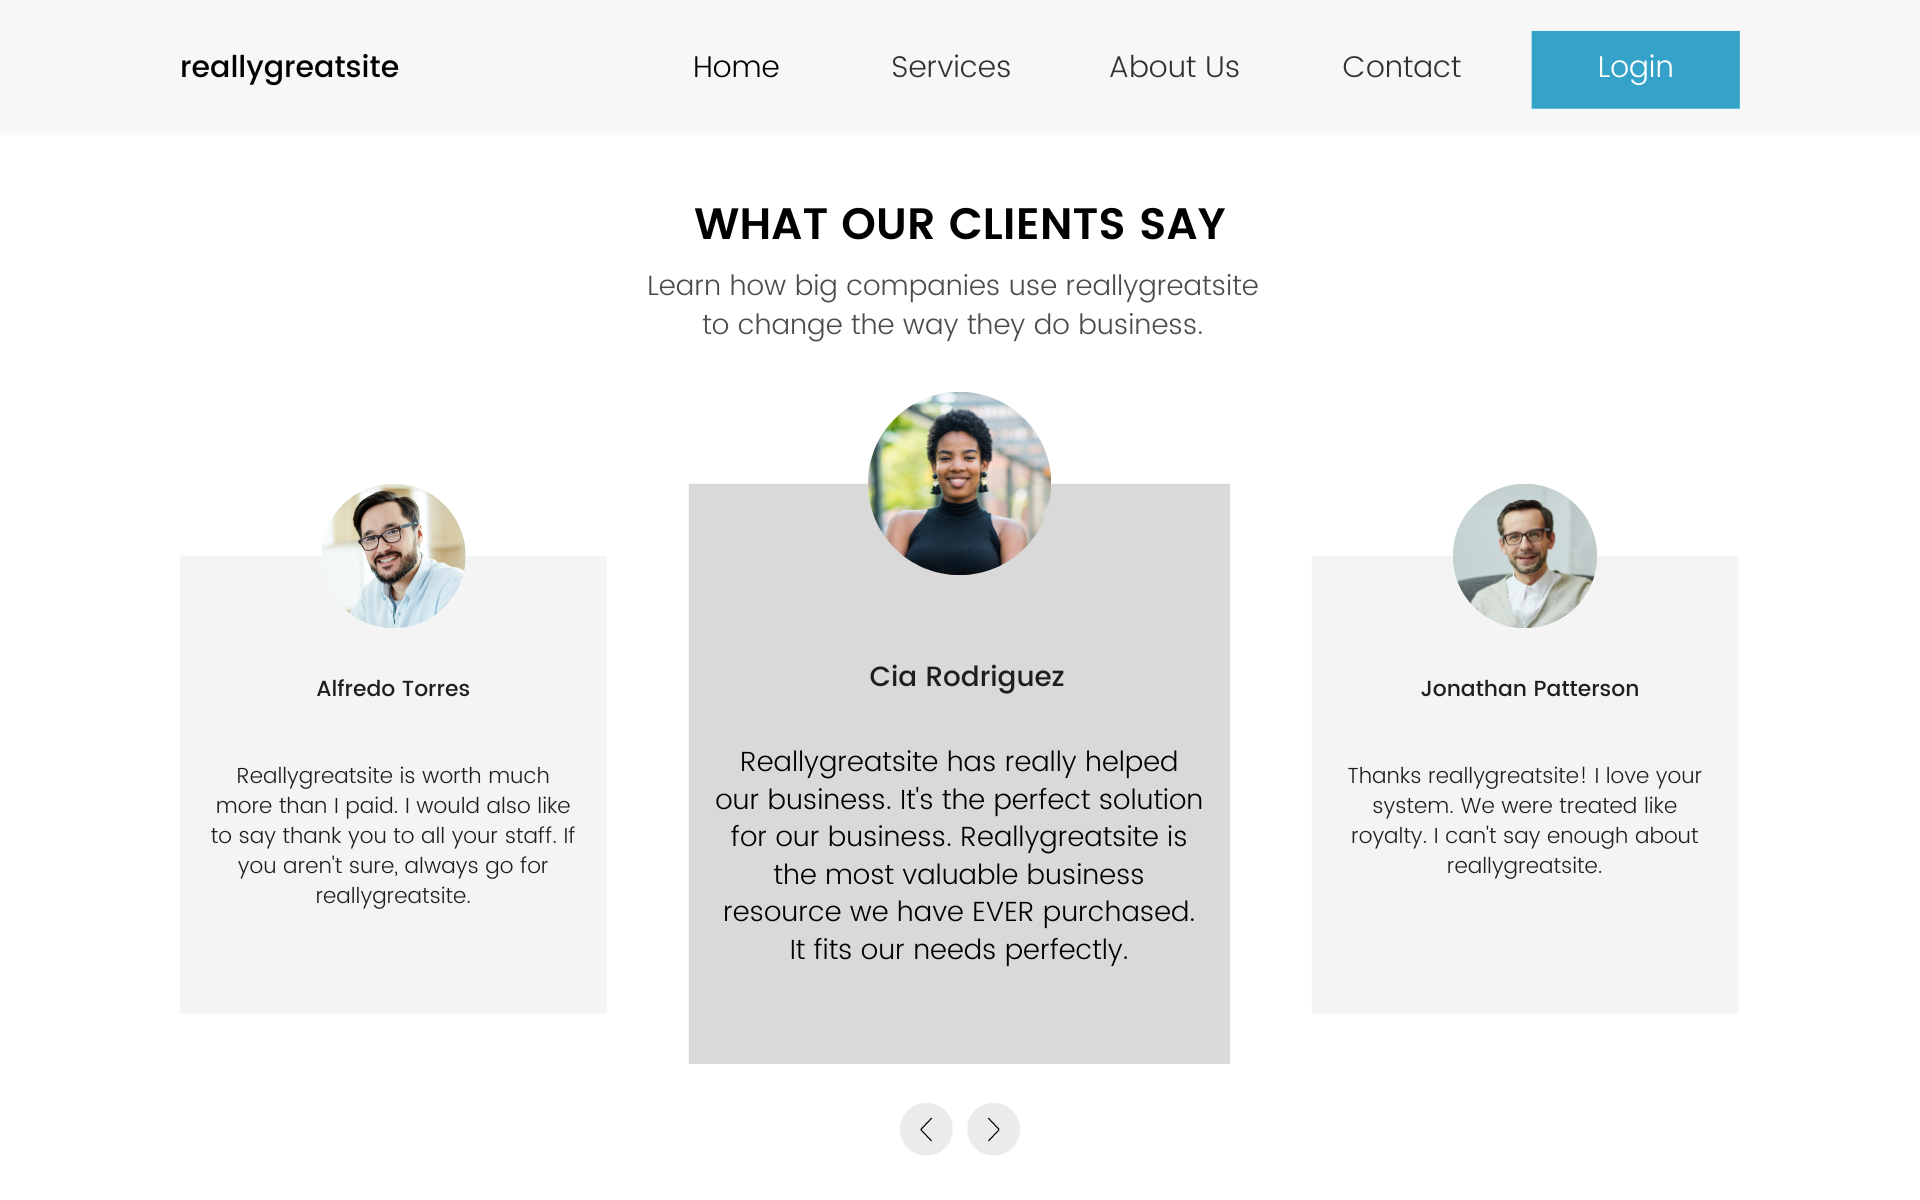 reallygreatsite
Home
Services
About Us
Contact
Login
WHAT OUR CLIENTS SAY
Learn how big companies use reallygreatsite
to change the way they do business.
Alfredo Torres
Reallygreatsite is worth much
more than I paid. I would also like
to say thank you to all your staff. If
you aren't sure, always go for
reallygreatsite.
Cia Rodriguez
Reallygreatsite has really helped
our business. It's the perfect solution
for our business. Reallygreatsite is
the most valuable business
resource we have EVER purchased.
It fits our needs perfectly.
Jonathan Patterson
Thanks reallygreatsite! I love your
system. We were treated like
royalty. I can't say enough about
reallygreatsite.